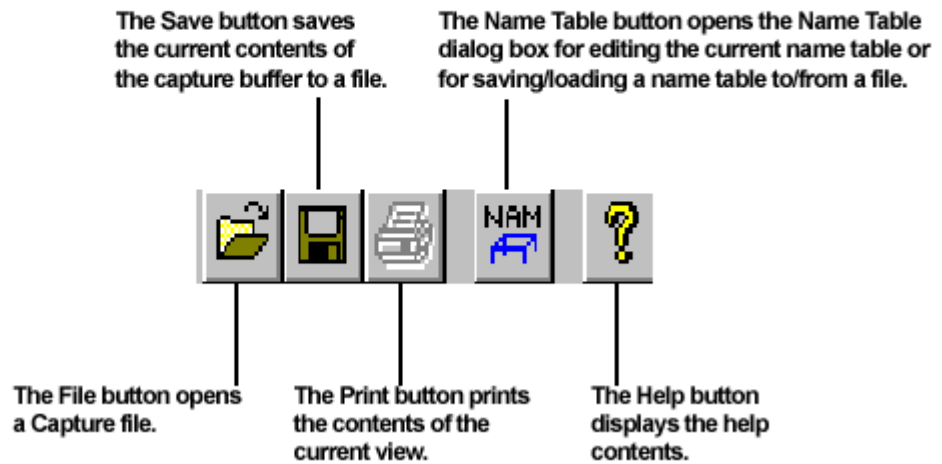 The Save button saves
the current contents of
the capture buffer to a file.
The Name Table button opens the Name Table
dialog box for editing the current name table or
for saving/loading a name table to/from a file.
NAM
The File button opens
a Capture file.
The Print button prints
the contents of the
current view.
The Help button
displays the help
contents.